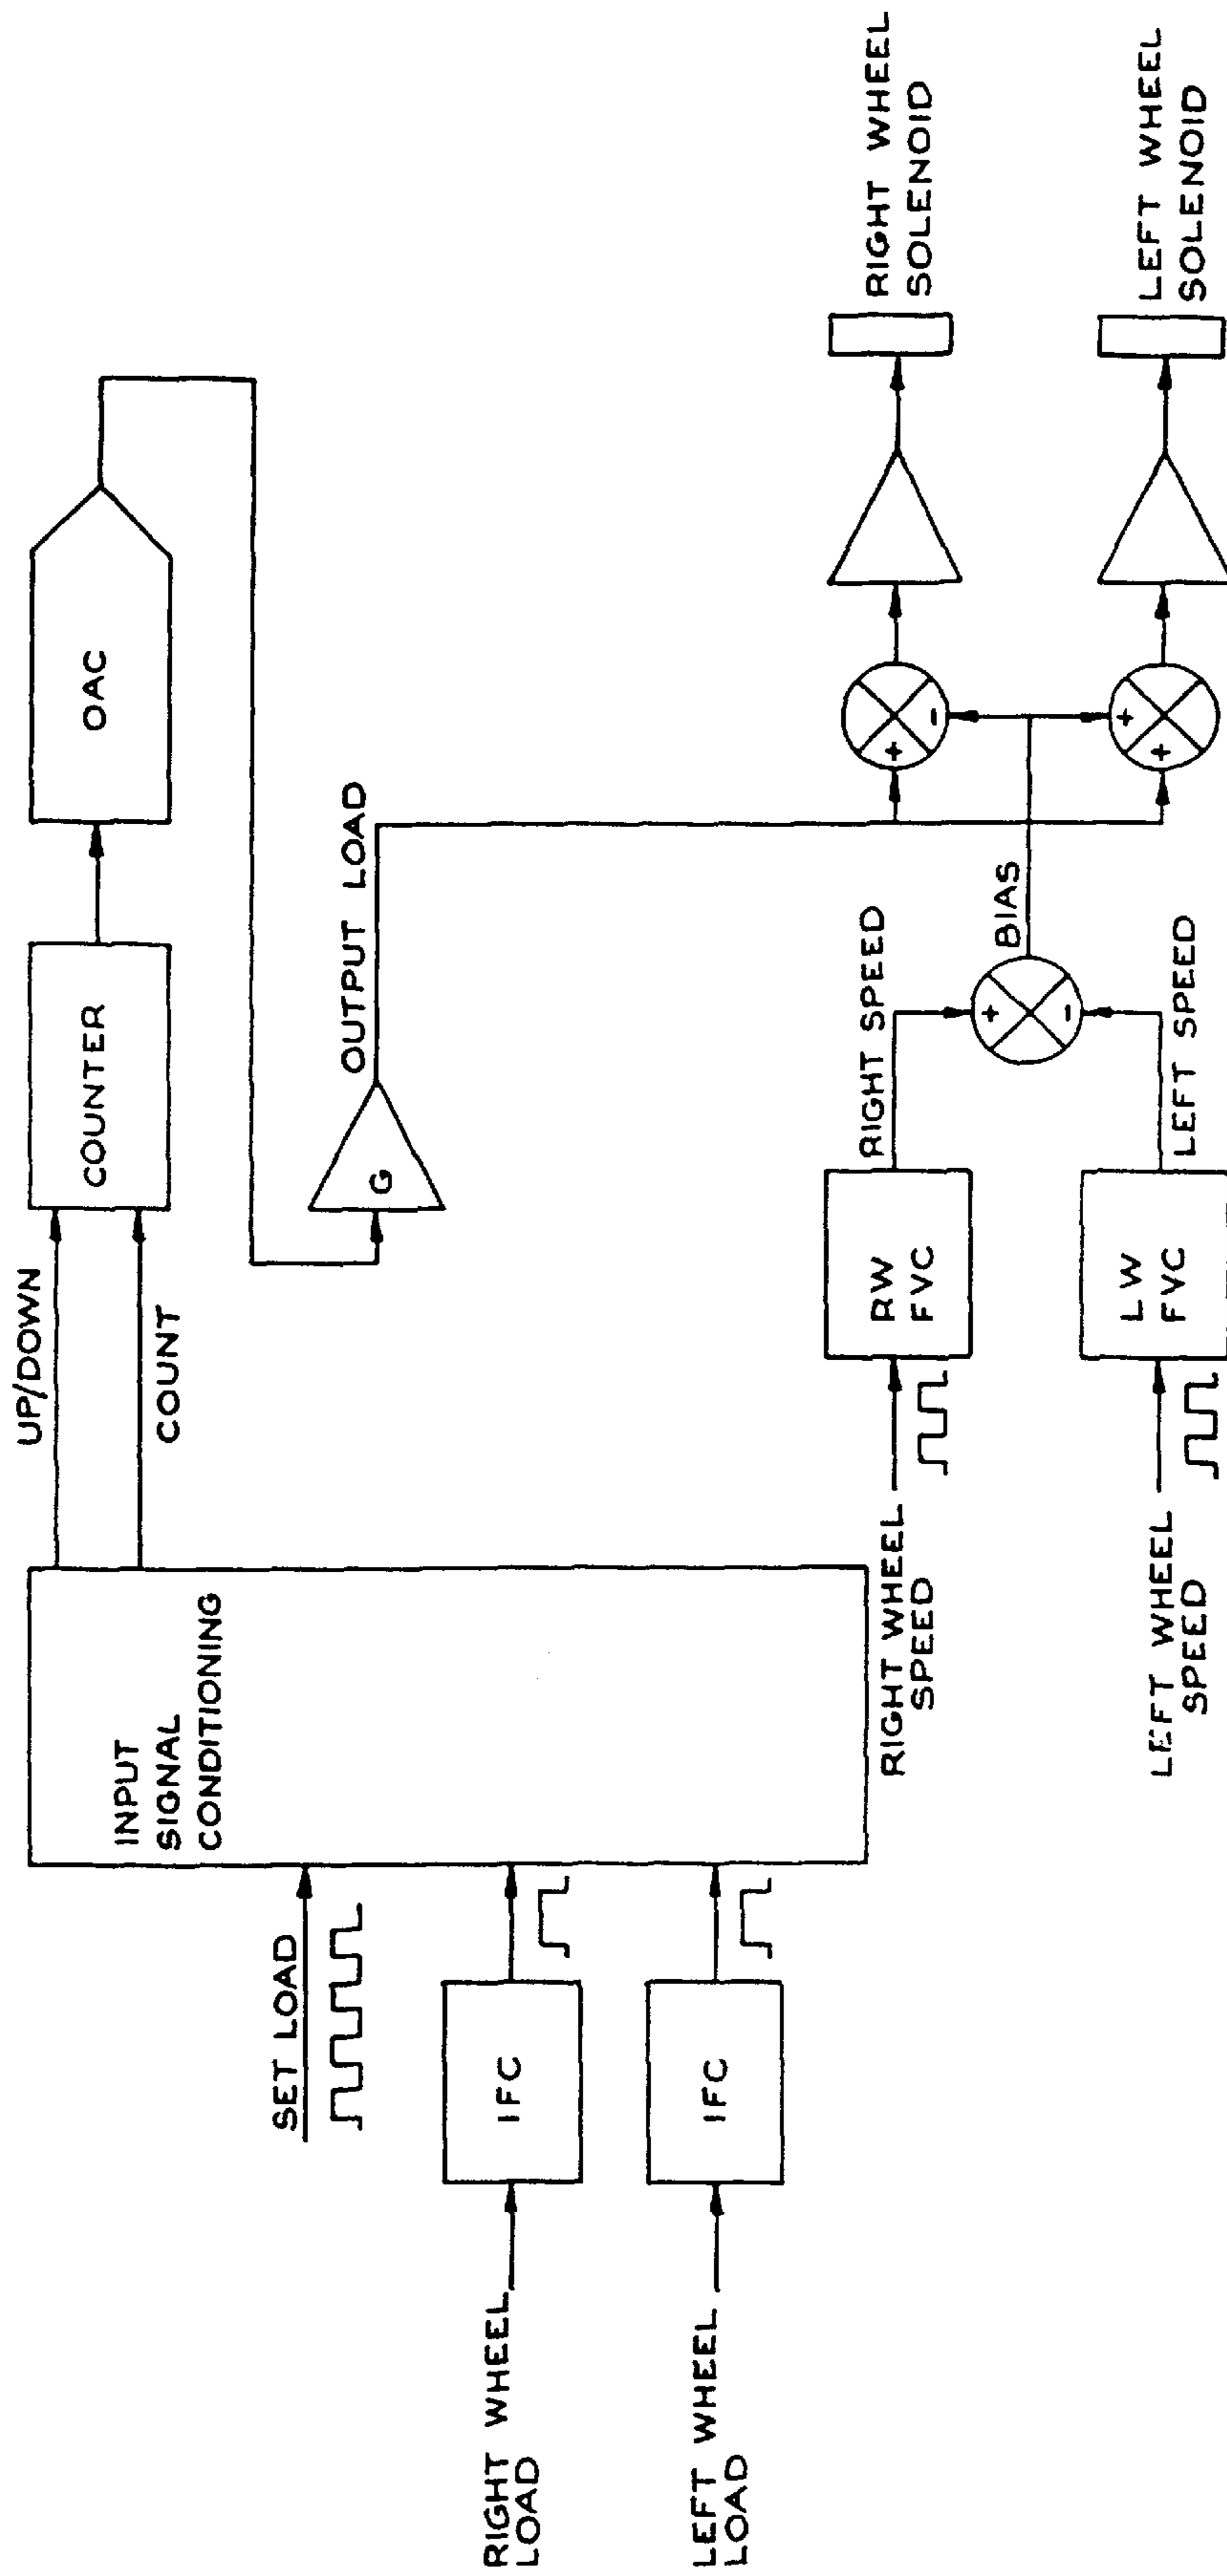 RIGHT WHEEL
LOAD
LEFT WHEEL
LOAD
SET LOAD
IFC
IFC
INPUT
SIGNAL
CONDITIONING
UP/DOWN
COUNT
COUNTER
OAC
G
OUTPUT LOAD
RIGHT WHEEL
SPEED
LEFT WHEEL
SPEED
RW
FVC
LW
FVC
RIGHT SPEED
LEFT SPEED
+
-
BIAS
+
-
+
+
RIGHT WHEEL
SOLENOID
LEFT WHEEL
SOLENOID